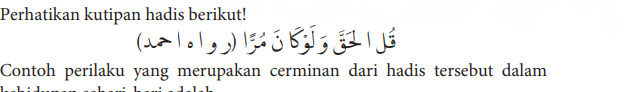 Perhatikan kutipan hadis berikut!
قُلِ الْحَقَّ وَلَوْكَانَ مُرًّا (رواه احمد)
Contoh perilaku yang merupakan cerminan dari hadis tersebut dalam